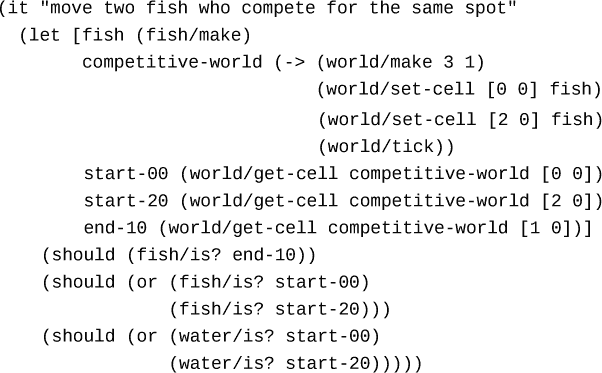 (it "move two fish who compete for the same spot"
  (let [fish (fish/make)
        competitive-world (-> (world/make 3 1)
                              (world/set-cell [0 0] fish)
                              (world/set-cell [2 0] fish)
                              (world/tick))
        start-00 (world/get-cell competitive-world [0 0])
        start-20 (world/get-cell competitive-world [2 0])
        end-10 (world/get-cell competitive-world [1 0])]
    (should (fish/is? end-10))
    (should (or (fish/is? start-00)
                (fish/is? start-20)))
    (should (or (water/is? start-00)
                (water/is? start-20)))))